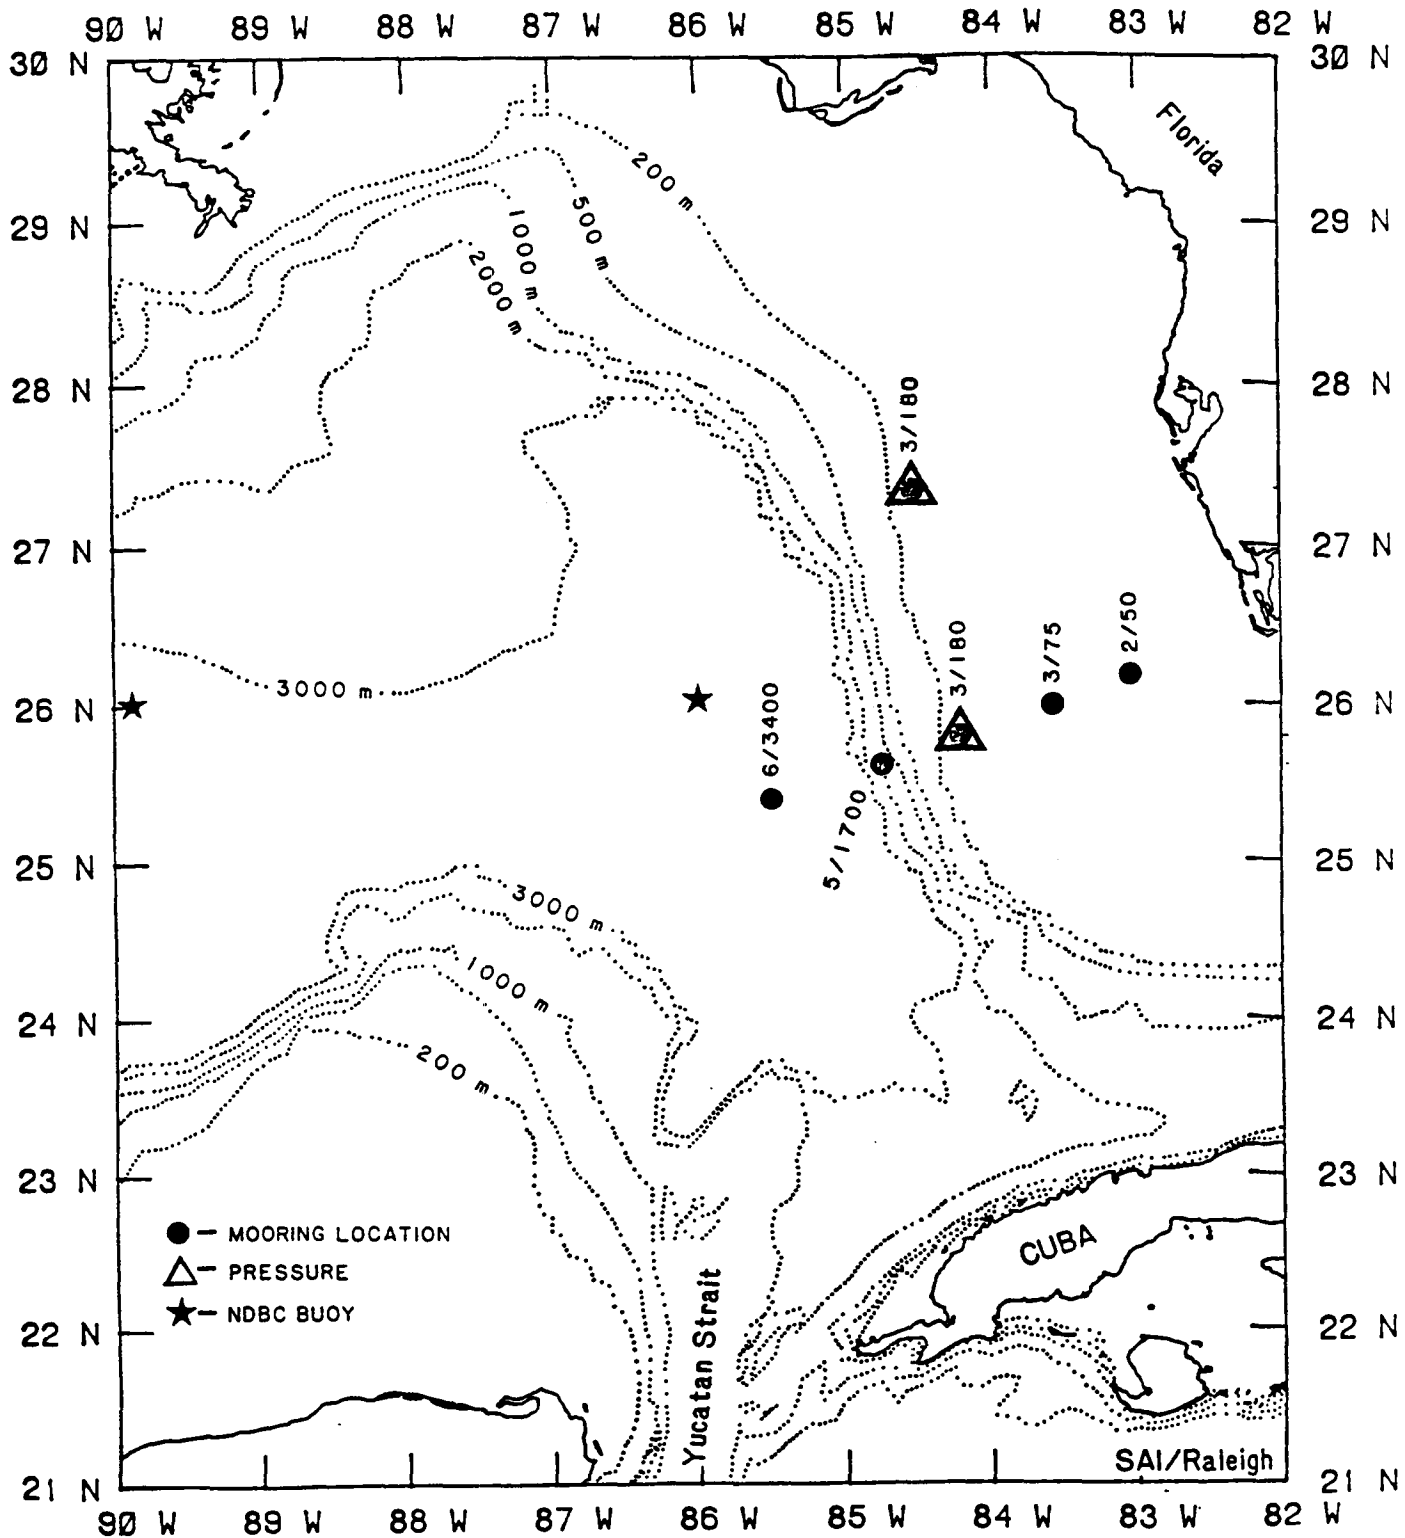 90 W 89 W 88 W 87 W 86 W 85 W 84 W 83 W 82 W
30 N 30 N
Florida
200 m
500 m
1000 m
2000 m
29 N 29 N
28 N 28 N
3/180
27 N 27 N
2/50
3/75
3/180
3000 m
26 N 26 N
6/3400
5/1700
25 N 25 N
3000 m
1000 m
24 N 24 N
200 m
23 N 23 N
MOORING LOCATION
CUBA
PRESSURE
NDBC BUOY
Yucatan Strait
22 N 22 N
SAI/Raleigh
21 N 21 N
90 W 89 W 88 W 87 W 86 W 85 W 84 W 83 W 82 W